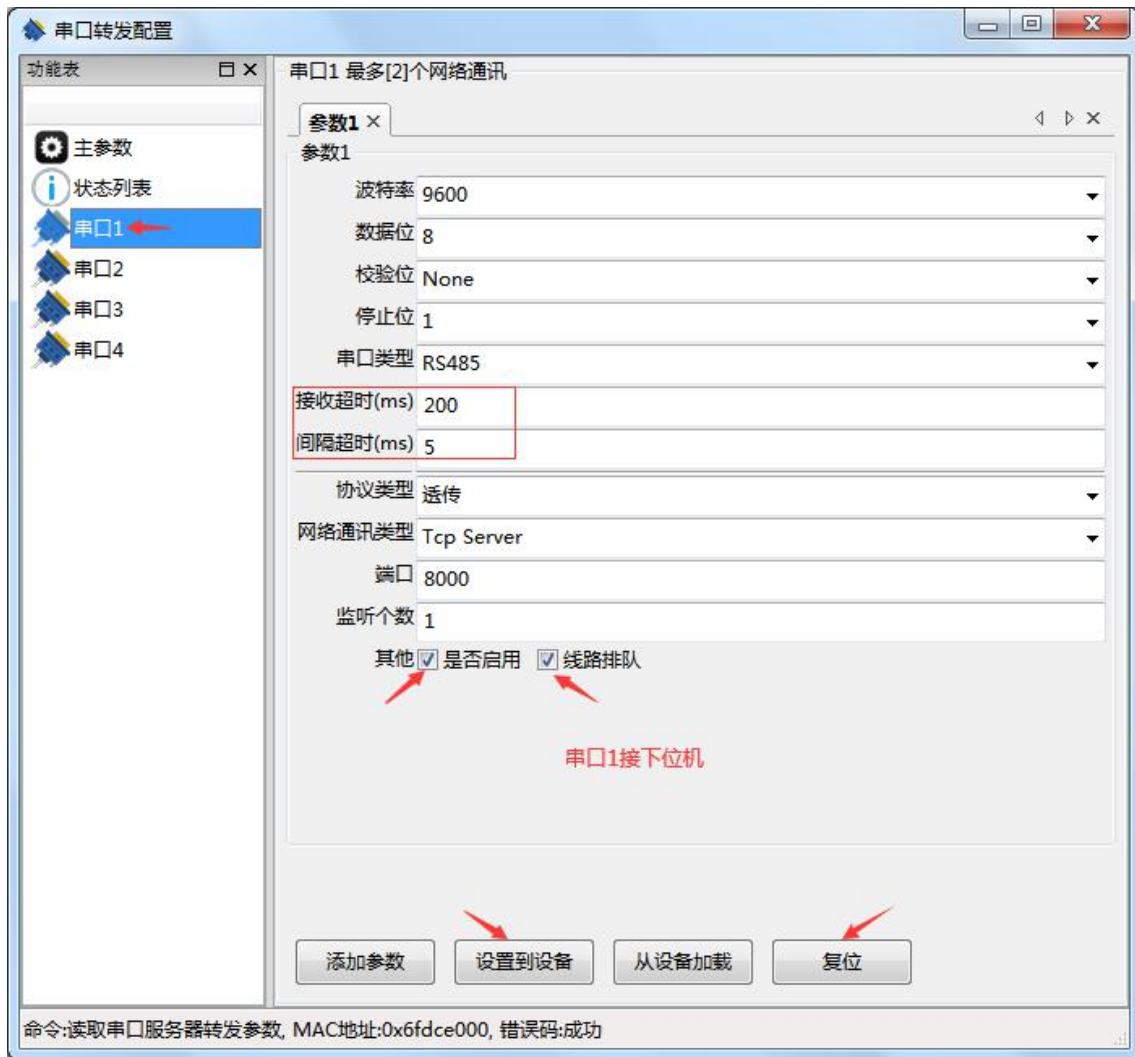 串口转发配置
功能表
串口1 最多[2]个网络通讯
主参数
状态列表
串口1
串口2
串口3
串口4
参数1
参数1
波特率 9600
数据位 8
校验位 None
停止位 1
串口类型 RS485
接收超时(ms) 200
间隔超时(ms) 5
协议类型 透传
网络通讯类型 Tcp Server
端口 8000
监听个数 1
其他 是否启用 线路排队
串口1接下位机
添加参数 设置到设备 从设备加载 复位
命令:读取串口服务器转发参数, MAC地址:0x6fdce000, 错误码:成功